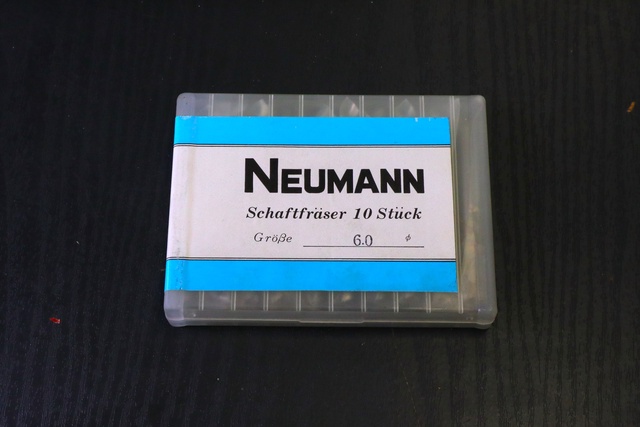 NEUMANN
Schaftfräser 10 Stück
Größe 6.0 ⌀